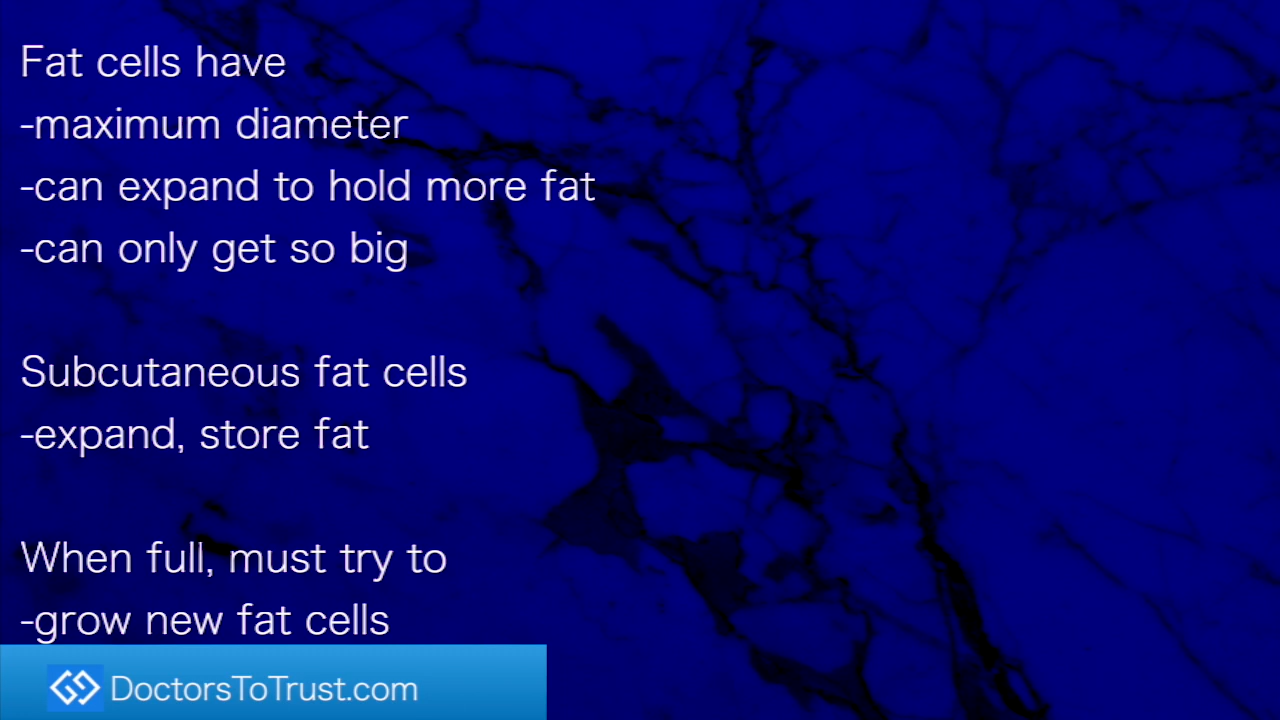 Fat cells have
-maximum diameter
-can expand to hold more fat
-can only get so big
Subcutaneous fat cells
-expand, store fat
When full, must try to
-grow new fat cells
DoctorsToTrust.com